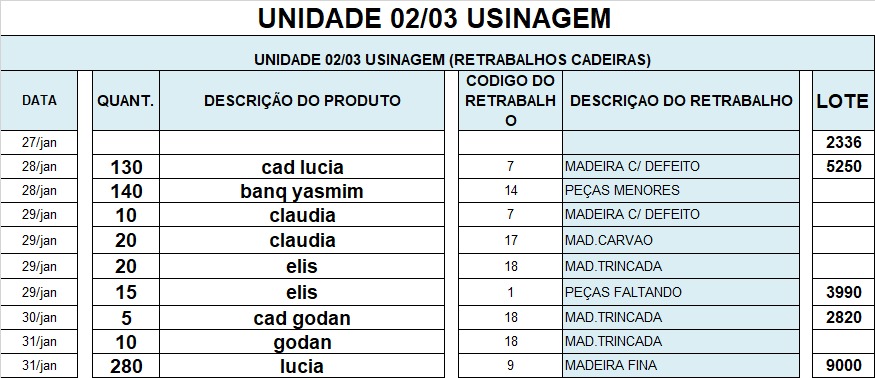 UNIDADE 02/03 USINAGEM
UNIDADE 02/03 USINAGEM (RETRABALHOS CADEIRAS)
DATA QUANT. DESCRIÇÃO DO PRODUTO CODIGO DO RETRABALH O DESCRIÇAO DO RETRABALHO LOTE
27/jan 2336
28/jan 130 cad lucia 7 MADEIRA C/ DEFEITO 5250
28/jan 140 banq yasmim 14 PEÇAS MENORES
29/jan 10 claudia 7 MADEIRA C/ DEFEITO
29/jan 20 claudia 17 MAD.CARVAO
29/jan 20 elis 18 MAD.TRINCADA
29/jan 15 elis 1 PEÇAS FALTANDO 3990
30/jan 5 cad godan 18 MAD.TRINCADA 2820
31/jan 10 godan 18 MAD.TRINCADA
31/jan 280 lucia 9 MADEIRA FINA 9000